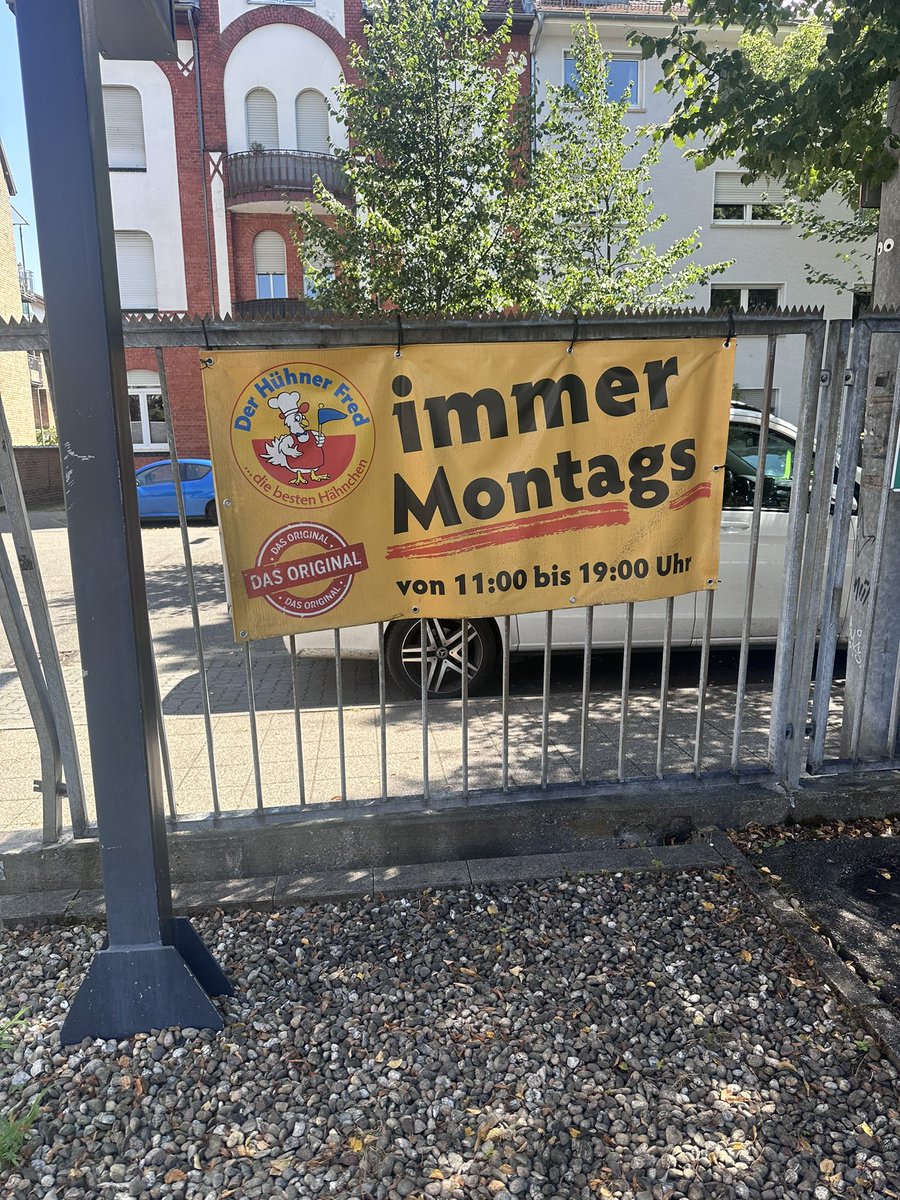 Der Hühner Fred
...die besten Hähnchen
DAS ORIGINAL
DAS ORIGINAL
DAS ORIGINAL
immer
Montags
von 11:00 bis 19:00 Uhr